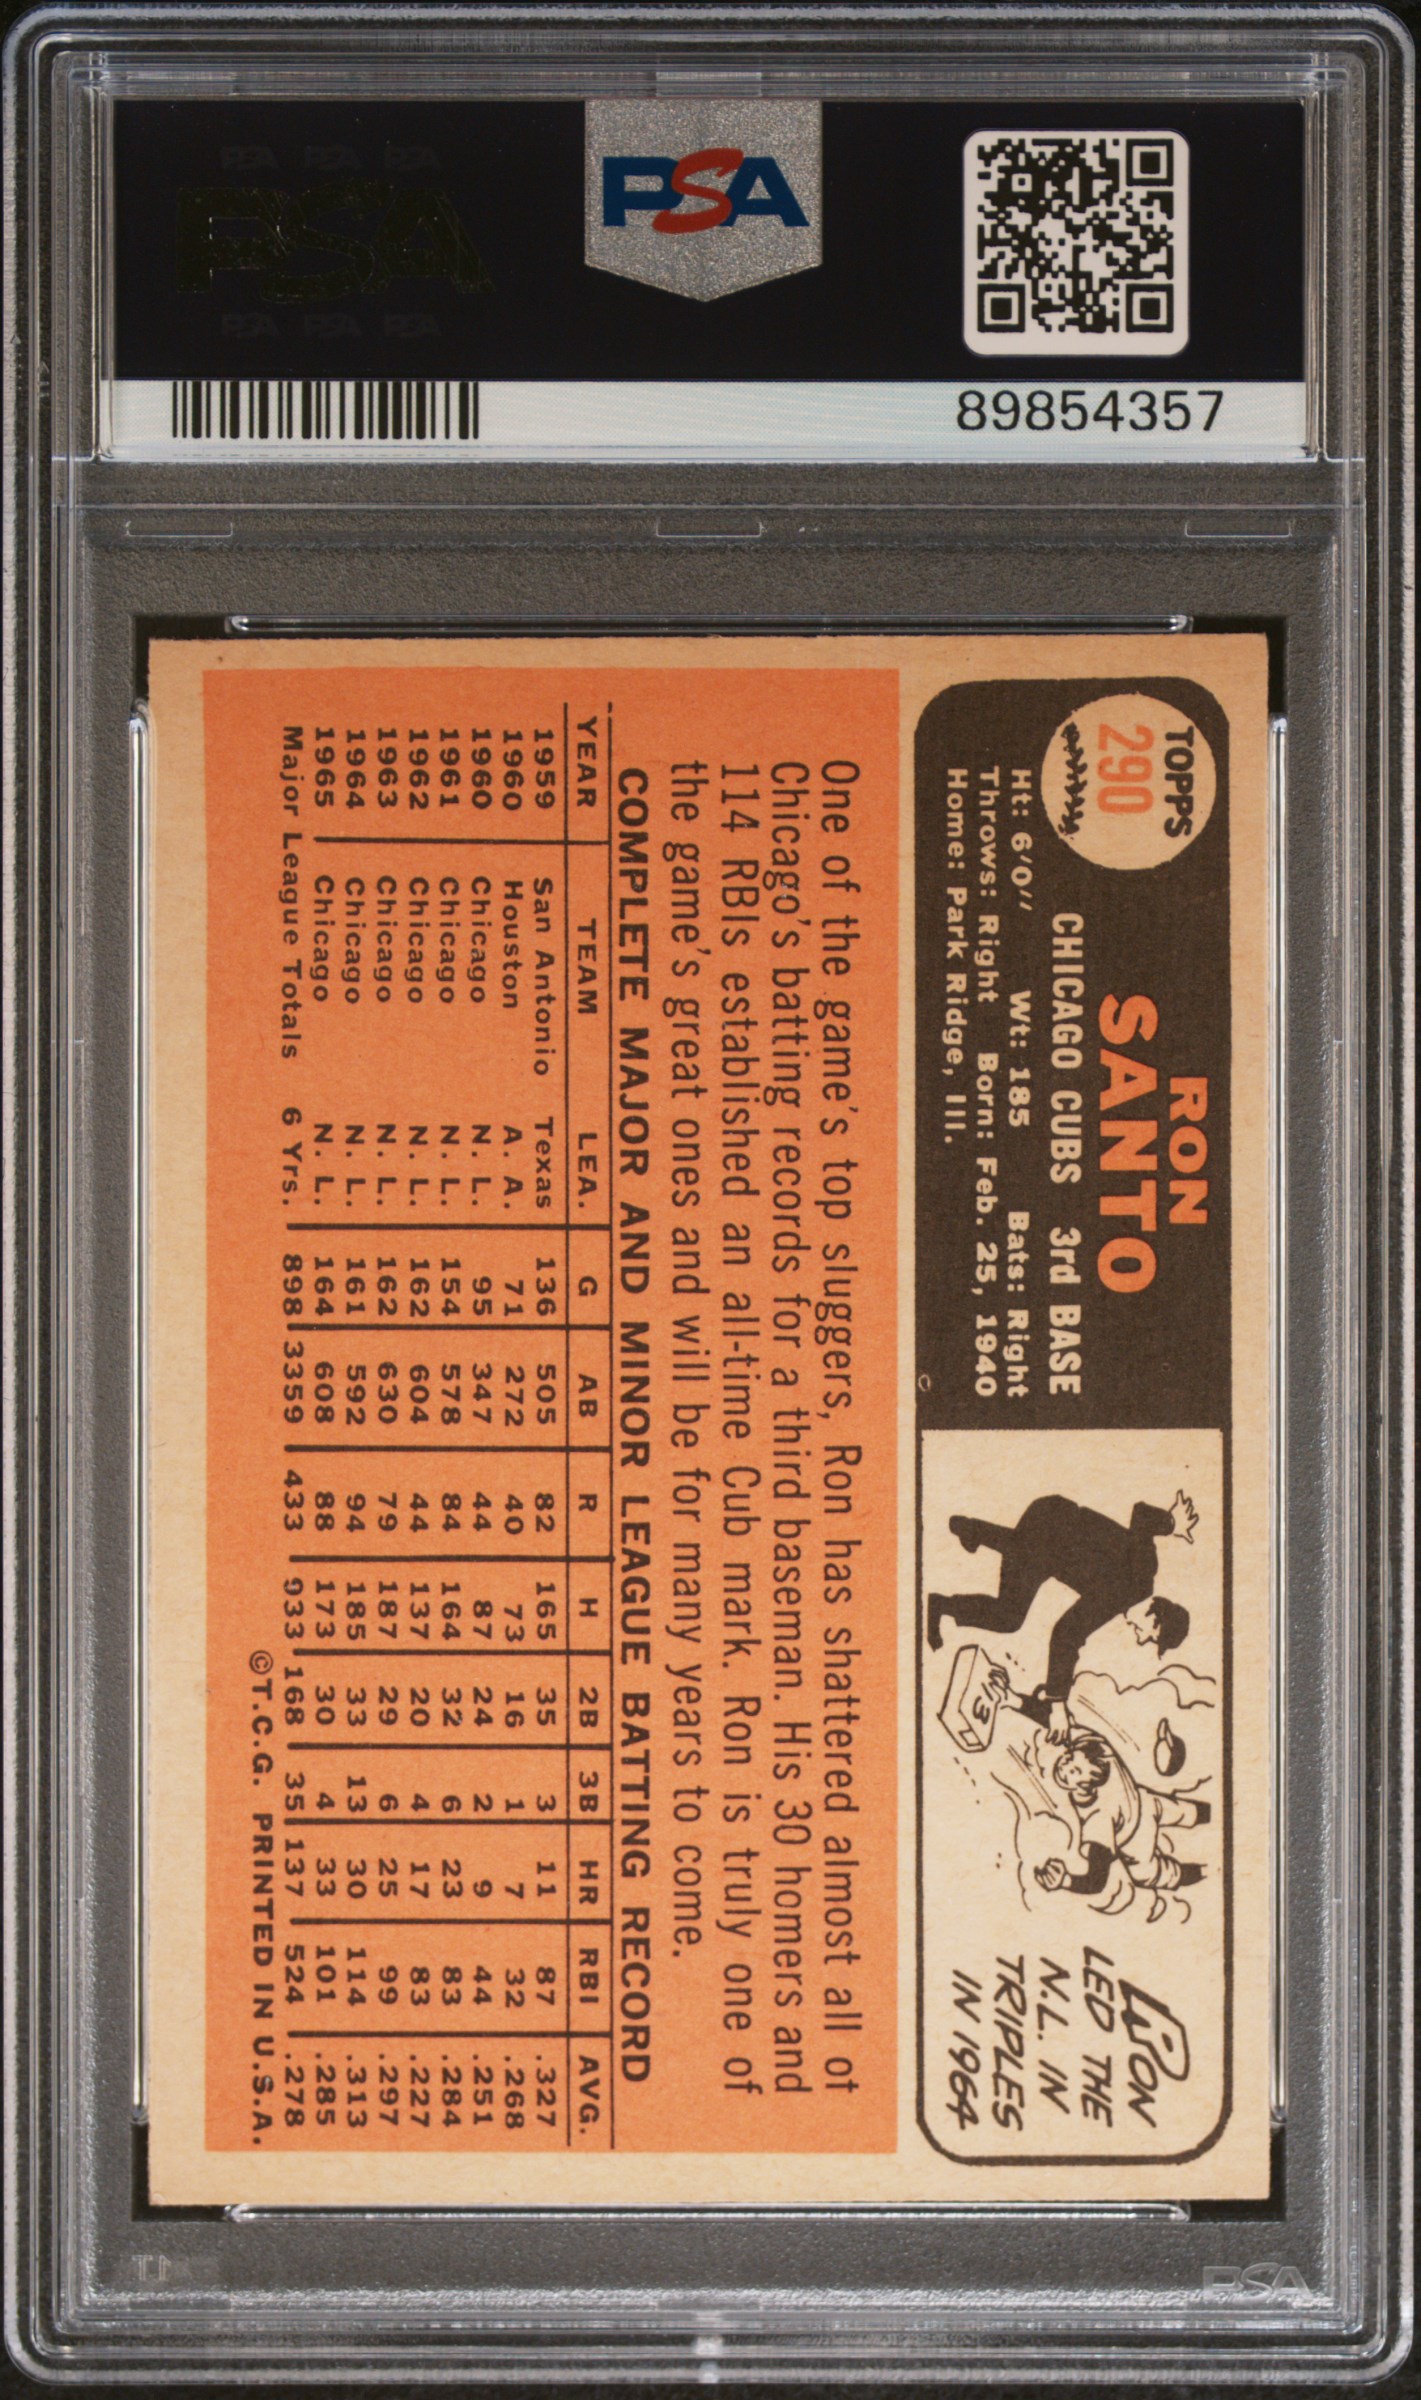 PSA PSA PSA
PSA
PSA PSA PSA
PSA
89854357
TOPPS
290
RON
SANTO
CHICAGO CUBS 3rd BASE
Ht: 6'0" Wt: 185 Bats: Right
Throws: Right Born: Feb. 25, 1940
Home: Park Ridge, Ill.
13
RON
LED THE
N.L. IN
TRIPLES
IN 1964
One of the game's top sluggers, Ron has shattered almost all of
Chicago's batting records for a third baseman. His 30 homers and
114 RBIs established an all-time Cub mark. Ron is truly one of
the game's great ones and will be for many years to come.
COMPLETE MAJOR AND MINOR LEAGUE BATTING RECORD
YEAR TEAM LEA. G AB R H 2B 3B HR RBI AVG.
1959 San Antonio Texas 136 505 82 165 35 3 11 87 .327
1960 Houston A. A. 71 272 40 73 16 1 7 32 .268
1960 Chicago N. L. 95 347 44 87 24 2 9 44 .251
1961 Chicago N. L. 154 578 84 164 32 6 23 83 .284
1962 Chicago N. L. 162 604 44 137 20 4 17 83 .227
1963 Chicago N. L. 162 630 79 187 29 6 25 99 .297
1964 Chicago N. L. 161 592 94 185 33 13 30 114 .313
1965 Chicago N. L. 164 608 88 173 30 4 33 101 .285
Major League Totals 6 Yrs. 898 3359 433 933 168 35 137 524 .278
©T.C.G. PRINTED IN U.S.A.
PSA